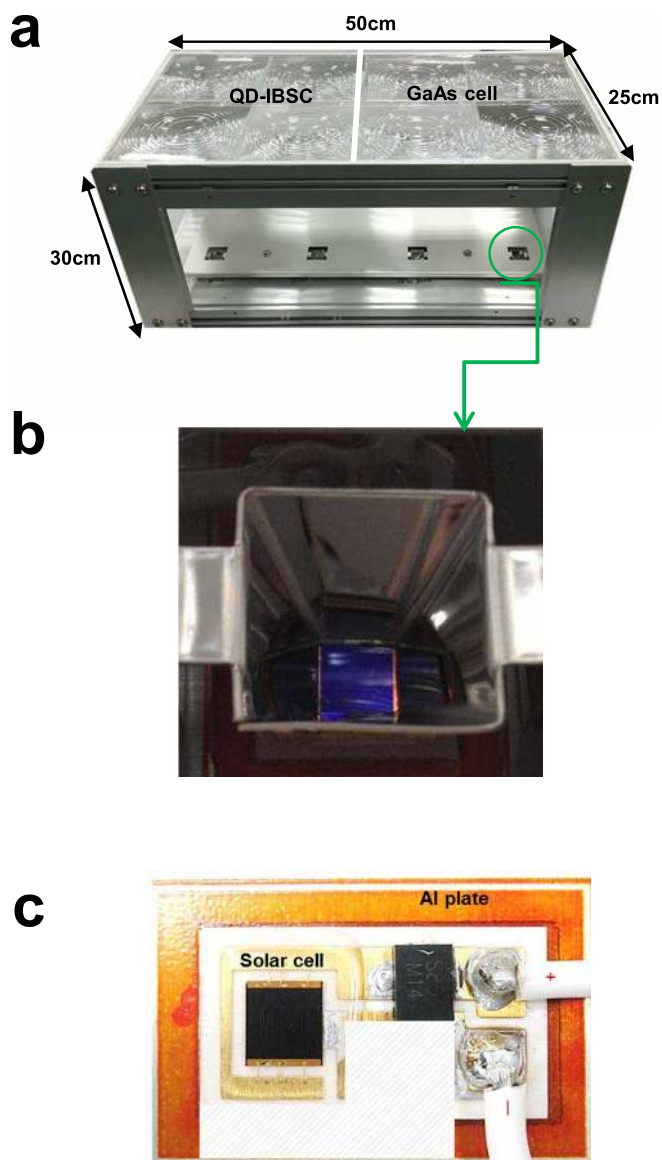 a
50cm
QD-IBSC
GaAs cell
25cm
30cm
b
c
Al plate
Solar cell
M14
+